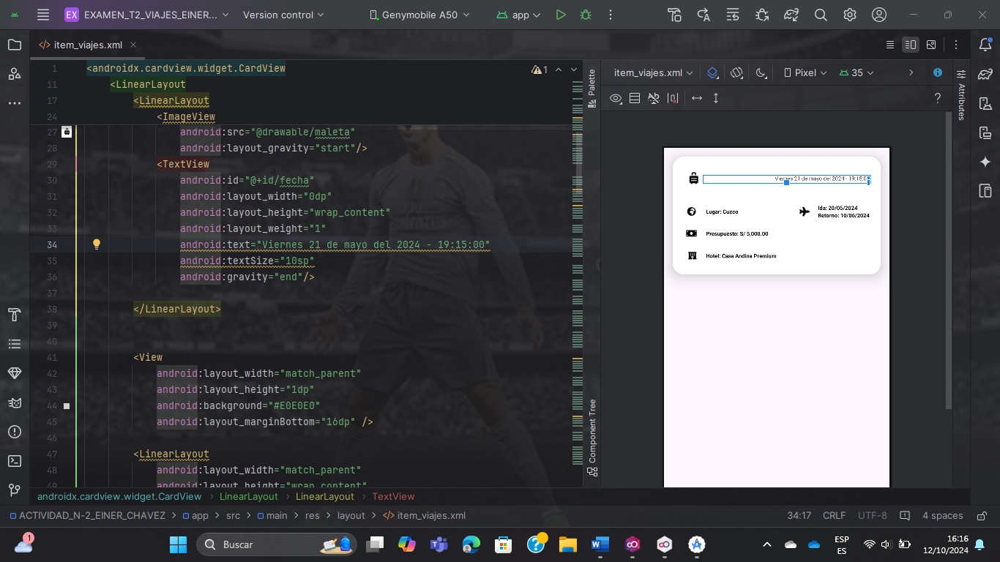 EX EXAMEN_T2_VIAJES_EINER... Version control Genymobile A50 app
item_viajes.xml
1 <androidx.cardview.widget.CardView
11 <LinearLayout
17 <LinearLayout
24 <ImageView
27 android:src="@drawable/maleta"
28 android:layout_gravity="start"/>
29 <TextView
30 android:id="@+id/fecha"
31 android:layout_width="0dp"
32 android:layout_height="wrap_content"
33 android:layout_weight="1"
34 android:text="Viernes 21 de mayo del 2024 - 19:15:00"
35 android:textSize="10sp"
36 android:gravity="end"/>
37
38 </LinearLayout>
39
40
41 <View
42 android:layout_width="match_parent"
43 android:layout_height="1dp"
44 android:background="#E0E0E0"
45 android:layout_marginBottom="16dp" />
46
47 <LinearLayout
48 android:layout_width="match_parent"
49 android:layout_height="wrap_content"
1
Palette
Component Tree
item_viajes.xml Pixel 35
?
Attributes
Viernes 21 de mayo del 2024 - 19:15:00
Lugar: Cuzco
Ida: 20/05/2024
Retorno: 10/06/2024
Presupuesto: S/ 5,000.00
Hotel: Casa Andina Premium
androidx.cardview.widget.CardView > LinearLayout > LinearLayout > TextView
ACTIVIDAD_N-2_EINER_CHAVEZ > app > src > main > res > layout > item_viajes.xml 34:17 CRLF UTF-8 4 spaces
1
Buscar
ESP
ES
16:16
12/10/2024